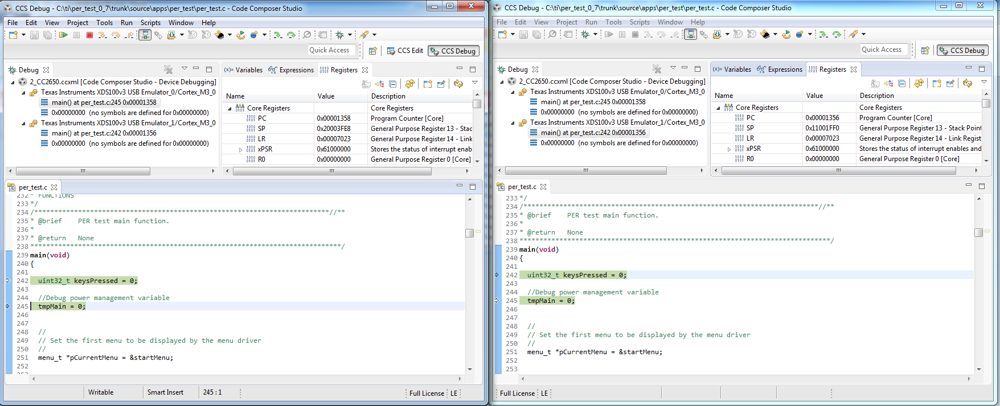 CCS Debug - C:\ti\per_test_0_7\trunk\source\apps\per_test\per_test.c - Code Composer Studio
File Edit View Project Tools Run Scripts Window Help
Quick Access
CCS Edit
CCS Debug
Debug
2_CC2650.ccxml [Code Composer Studio - Device Debugging]
Texas Instruments XDS100v3 USB Emulator_0/Cortex_M3_0
main() at per_test.c:245 0x00001358
0x00000000 (no symbols are defined for 0x00000000)
Texas Instruments XDS100v3 USB Emulator_1/Cortex_M3_0
main() at per_test.c:242 0x00001356
0x00000000 (no symbols are defined for 0x00000000)
(x)= Variables Expressions Registers
Name Value Description
Core Registers Core Registers
PC 0x00001358 Program Counter [Core]
SP 0x20003FE8 General Purpose Register 13 - Stac
LR 0x00007023 General Purpose Register 14 - Link
xPSR 0x61000000 Stores the status of interrupt enab
R0 0x00000000 General Purpose Register 0 [Core]
per_test.c
232 * FUNCTIONS
233 */
234 /**************************************************************************//**
235 * @brief    PER test main function.
236 *
237 * @return   None
238 ******************************************************************************/
239 main(void)
240 {
241
242   uint32_t keysPressed = 0;
243
244   //Debug power management variable
245   tmpMain = 0;
246
247
248   //
249   // Set the first menu to be displayed by the menu driver
250   //
251   menu_t *pCurrentMenu = &startMenu;
252
253
Writable Smart Insert 245 : 1 Full License LE
CCS Debug - C:\ti\per_test_0_7\trunk\source\apps\per_test\per_test.c - Code Composer Studio
File Edit View Project Run Tools Scripts Window Help
Quick Access
CCS Debug
Debug
2_CC2650.ccxml [Code Composer Studio - Device Debugging]
Texas Instruments XDS100v3 USB Emulator_0/Cortex_M3_0
main() at per_test.c:245 0x00001358
0x00000000 (no symbols are defined for 0x00000000)
Texas Instruments XDS100v3 USB Emulator_1/Cortex_M3_0
main() at per_test.c:242 0x00001356
0x00000000 (no symbols are defined for 0x00000000)
(x)= Variables Expressions Registers
Name Value Description
Core Registers Core Registers
PC 0x00001356 Program Counter [Core]
SP 0x11001FF0 General Purpose Register 13 - Stack Point
LR 0x00007023 General Purpose Register 14 - Link Regist
xPSR 0x61000000 Stores the status of interrupt enables and
R0 0x00000000 General Purpose Register 0 [Core]
per_test.c
233 */
234 /**************************************************************************//**
235 * @brief    PER test main function.
236 *
237 * @return   None
238 ******************************************************************************/
239 main(void)
240 {
241
242   uint32_t keysPressed = 0;
243
244   //Debug power management variable
245   tmpMain = 0;
246
247
248   //
249   // Set the first menu to be displayed by the menu driver
250   //
251   menu_t *pCurrentMenu = &startMenu;
252
253
Full License LE